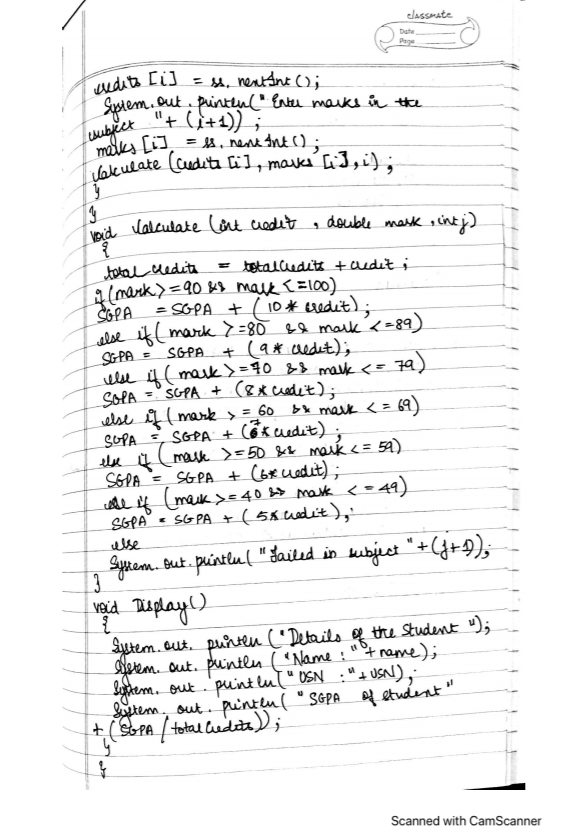 classmate
Date
Page
credits [i] = ss. nextInt ();
System. out. println (" Enter marks in the
subject "+ (i+1)) ;
marks [i] = ss. nextInt () ;
Calculate (Credits [i], marks [i], i) ;
}
}
void Calculate (int credit , double mark , int j)
{
total credits = totalCredits + credit ;
if (mark >=90 && mark <=100)
SGPA = SGPA + (10 * credit) ;
else if ( mark >=80 && mark <=89)
SGPA = SGPA + (9 * credit);
else if ( mark >=70 && mark <= 79)
SGPA = SGPA + (8 * credit) ;
else if ( mark > = 60 && mark <= 69)
SGPA = SGPA + (7 * credit) ;
else if ( mark >=50 && mark <= 59)
SGPA = SGPA + (6* credit) ;
else if (mark >=40 && mark <= 49)
SGPA = SGPA + ( 5 * credit) ;
else
System. out. println( "Failed in subject "+(j+1));
}
void Display()
{
System. out. println ("Details of the Student ");
System. out. println ("Name : " + name);
System. out . println ("USN :"+ USN) ;
System. out. println( " SGPA of student"
+ (SGPA / total Credits)) ;
}
}
Scanned with CamScanner